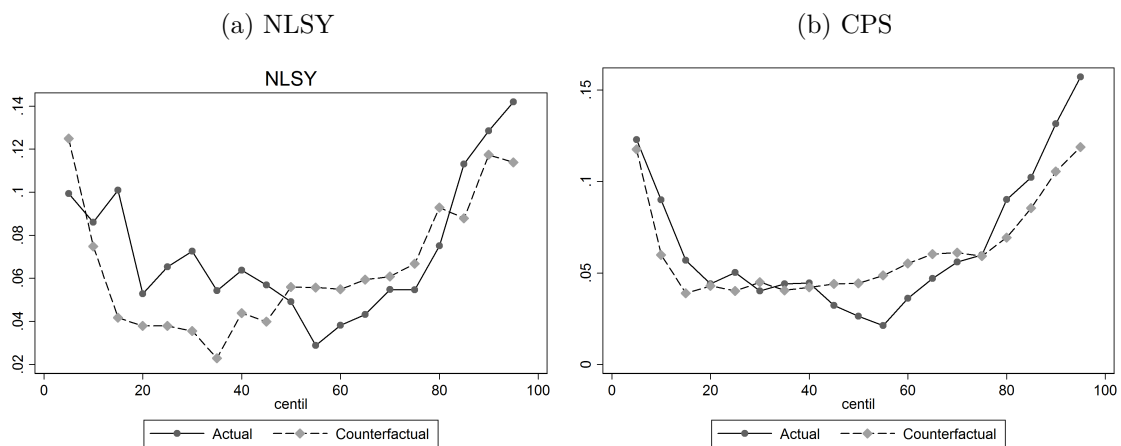 (a) NLSY
(b) CPS
NLSY
.14
.12
.1
.08
.06
.04
.02
0 20 40 60 80 100
centil
Actual Counterfactual
.15
.1
.05
0
0 20 40 60 80 100
centil
Actual Counterfactual